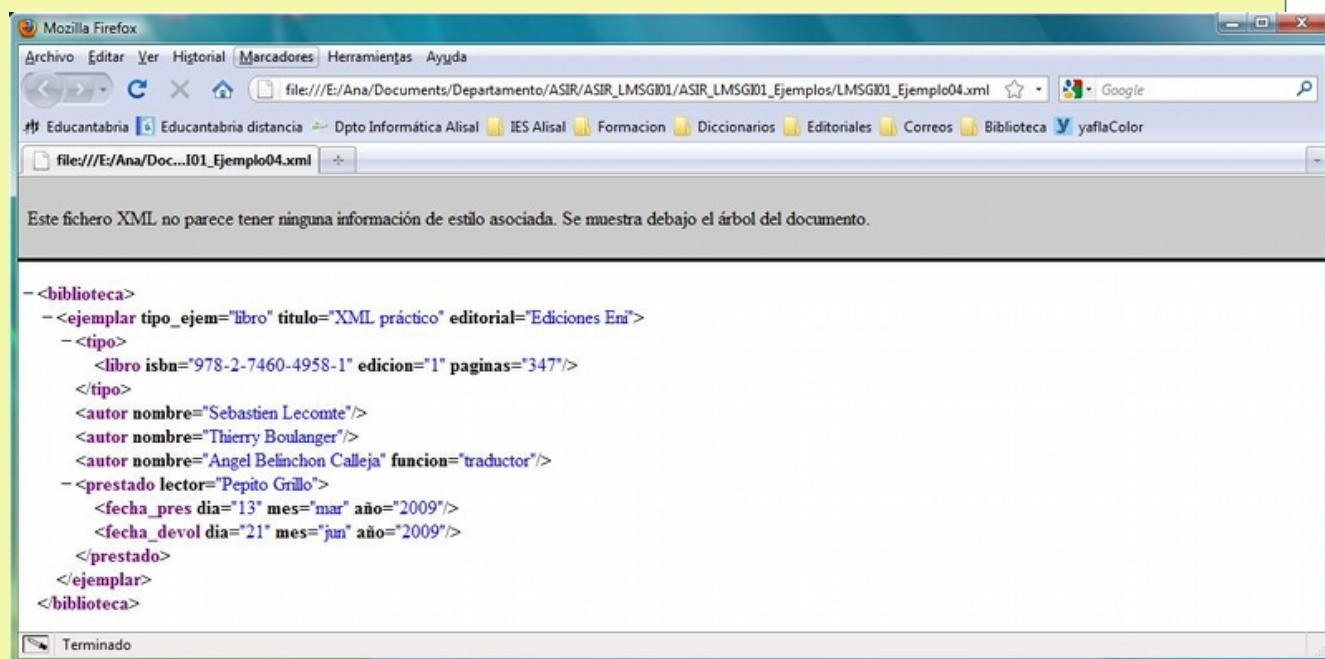 Mozilla Firefox
Archivo Editar Ver Historial Marcadores Herramientas Ayuda
file:///E:/Ana/Documents/Departamento/ASIR/ASIR_LMSGI01/ASIR_LMSGI01_Ejemplos/LMSGI01_Ejemplo04.xml Google
Educantabria Educantabria distancia Dpto Informática Alisal IES Alisal Formacion Diccionarios Editoriales Correos Biblioteca yaflaColor
file:///E:/Ana/Doc...I01_Ejemplo04.xml
Este fichero XML no parece tener ninguna información de estilo asociada. Se muestra debajo el árbol del documento.
- <biblioteca>
- <ejemplar tipo_ejem="libro" titulo="XML práctico" editorial="Ediciones Eni">
- <tipo>
<libro isbn="978-2-7460-4958-1" edicion="1" paginas="347"/>
</tipo>
<autor nombre="Sebastien Lecomte"/>
<autor nombre="Thierry Boulanger"/>
<autor nombre="Angel Belinchon Calleja" funcion="traductor"/>
- <prestado lector="Pepito Grillo">
<fecha_pres dia="13" mes="mar" año="2009"/>
<fecha_devol dia="21" mes="jun" año="2009"/>
</prestado>
</ejemplar>
</biblioteca>
Terminado